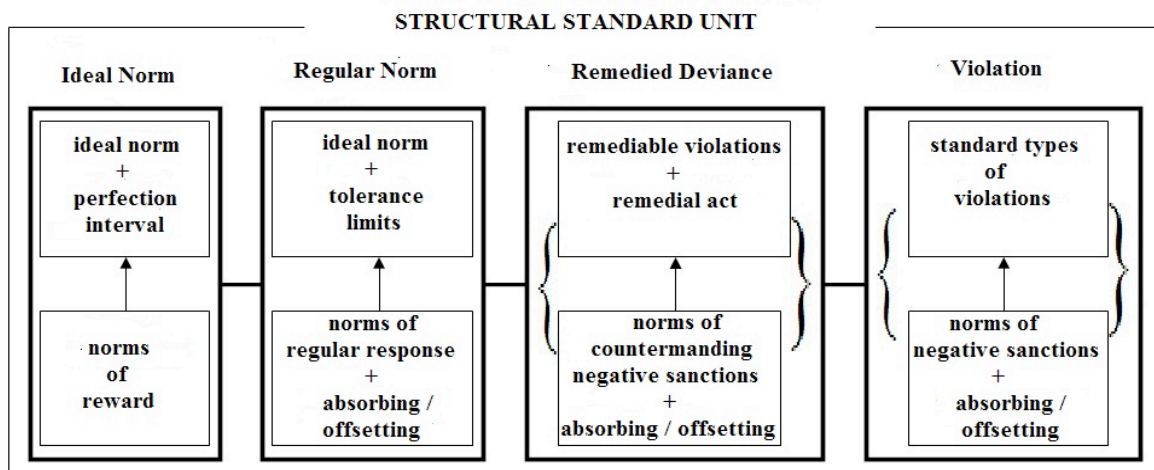 STRUCTURAL STANDARD UNIT
Ideal Norm
Regular Norm
Remedied Deviance
Violation
ideal norm
+
perfection
interval
norms
of
reward
ideal norm
+
tolerance
limits
norms of
regular response
+
absorbing /
offsetting
remediable violations
+
remedial act
norms of
countermanding
negative sanctions
+
absorbing / offsetting
standard types
of
violations
norms of
negative sanctions
+
absorbing /
offsetting